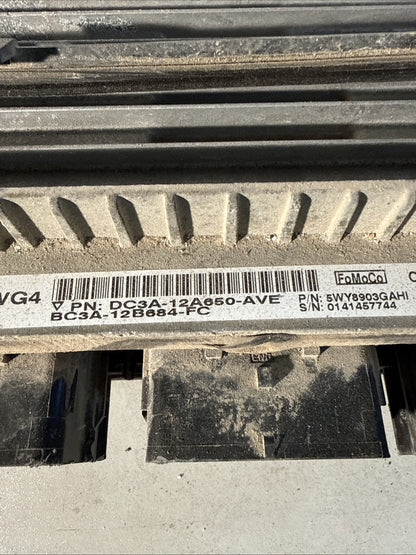 WG4
PN: DC3A-12A650-AVE
BC3A-12B684-FC
FoMoCo
P/N: 5WY8903GAHI
S/N: 0141457744